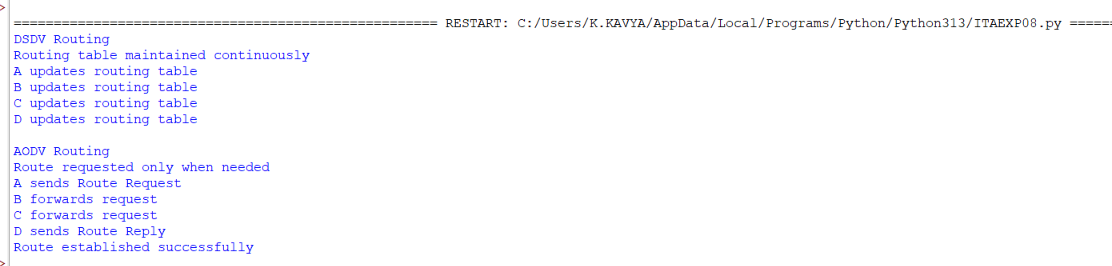 >
==================================================== RESTART: C:/Users/K.KAVYA/AppData/Local/Programs/Python/Python313/ITAEXP08.py ======
DSDV Routing
Routing table maintained continuously
A updates routing table
B updates routing table
C updates routing table
D updates routing table
AODV Routing
Route requested only when needed
A sends Route Request
B forwards request
C forwards request
D sends Route Reply
Route established successfully
>